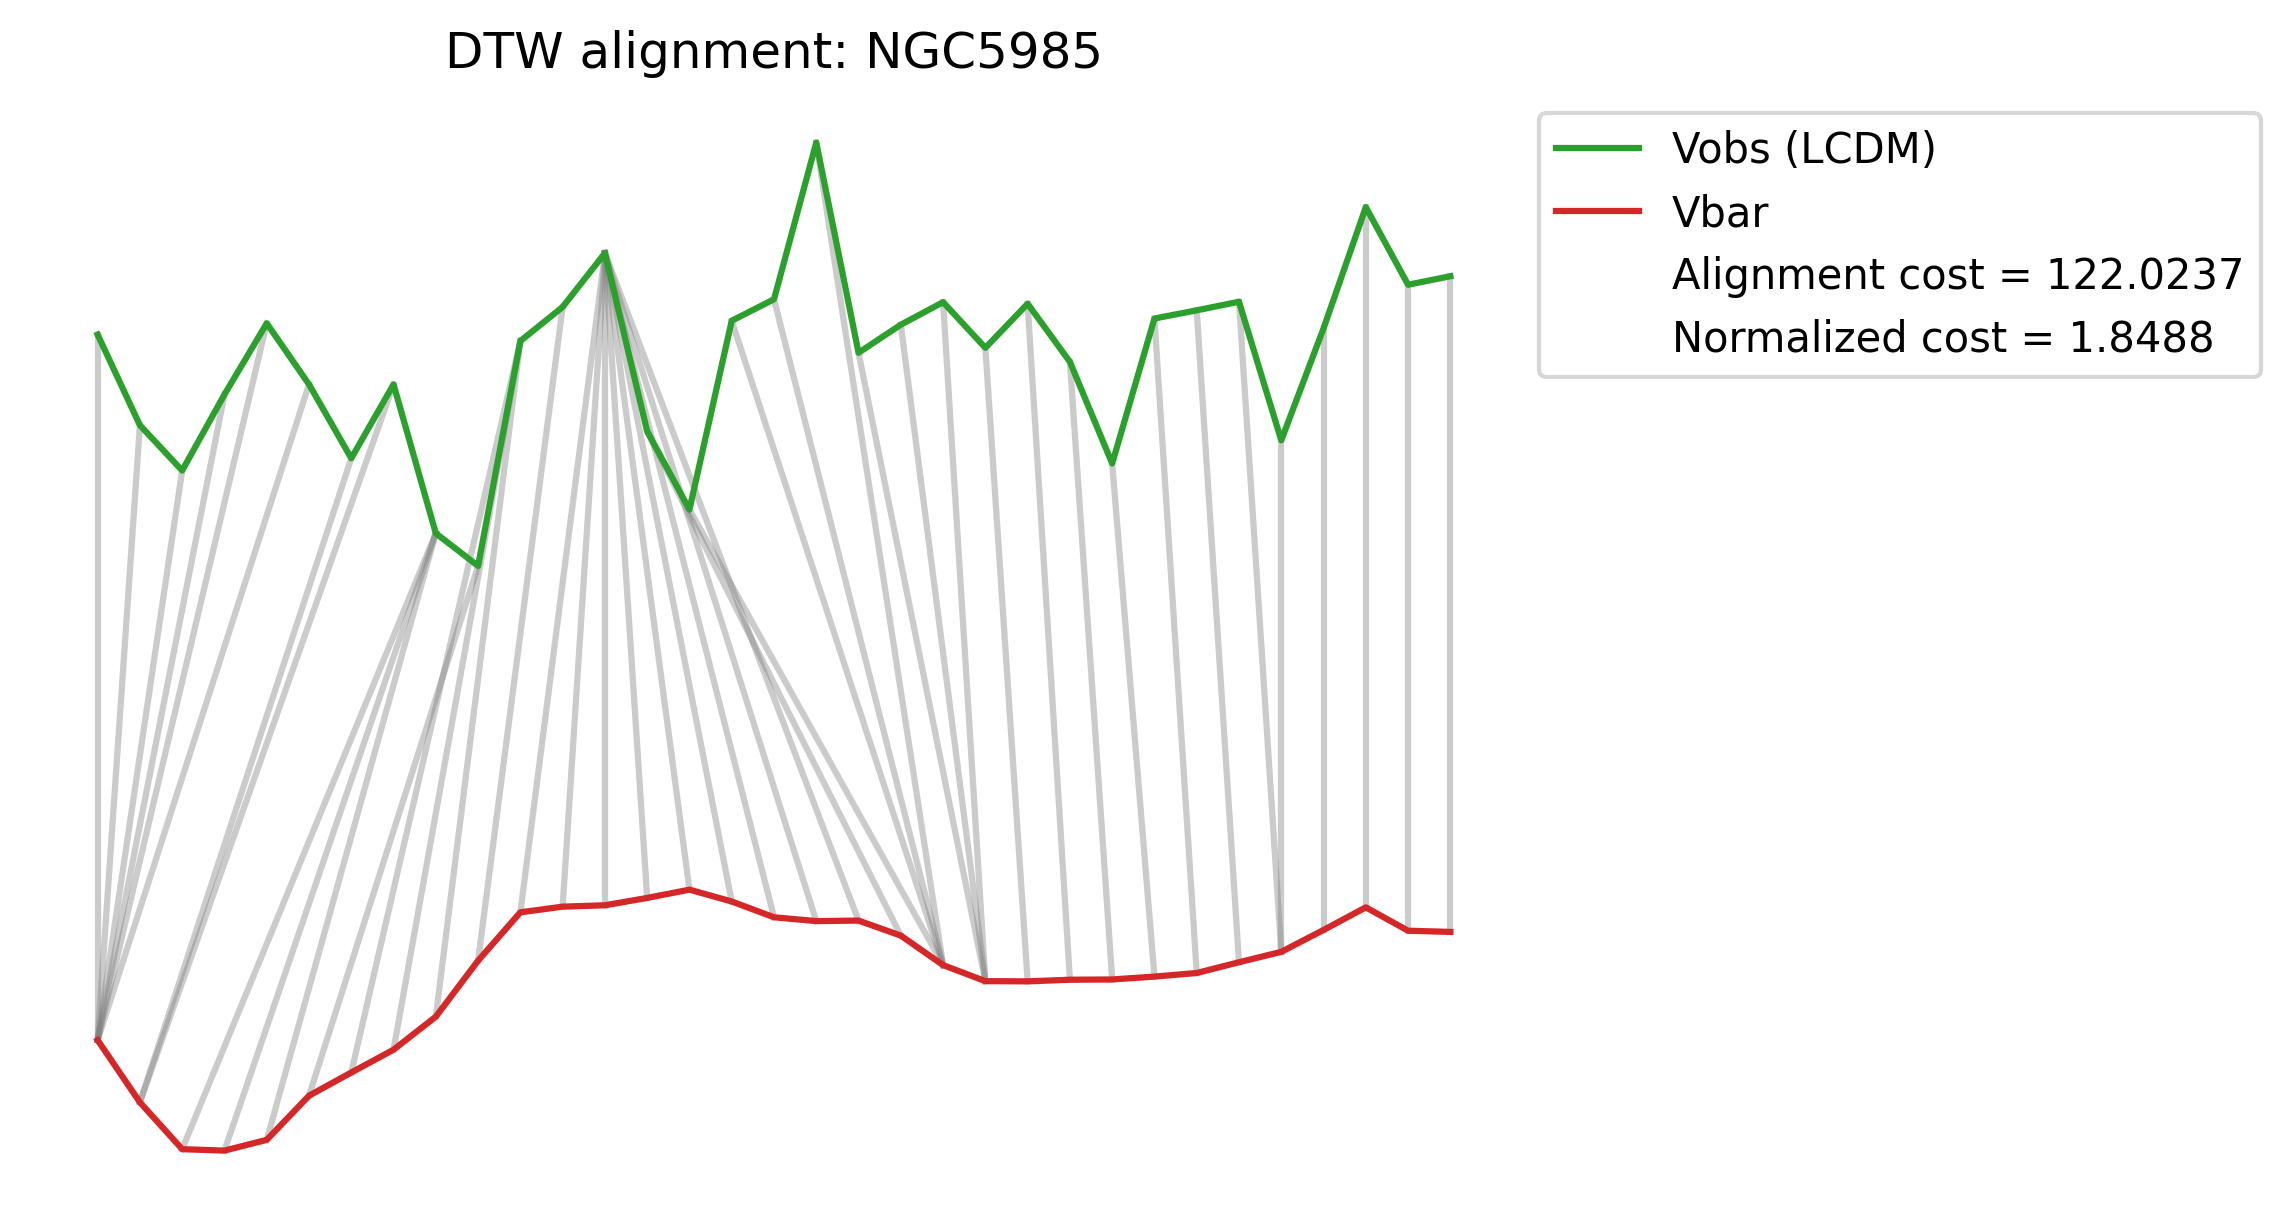 DTW alignment: NGC5985
Vobs (LCDM)
Vbar
Alignment cost = 122.0237
Normalized cost = 1.8488